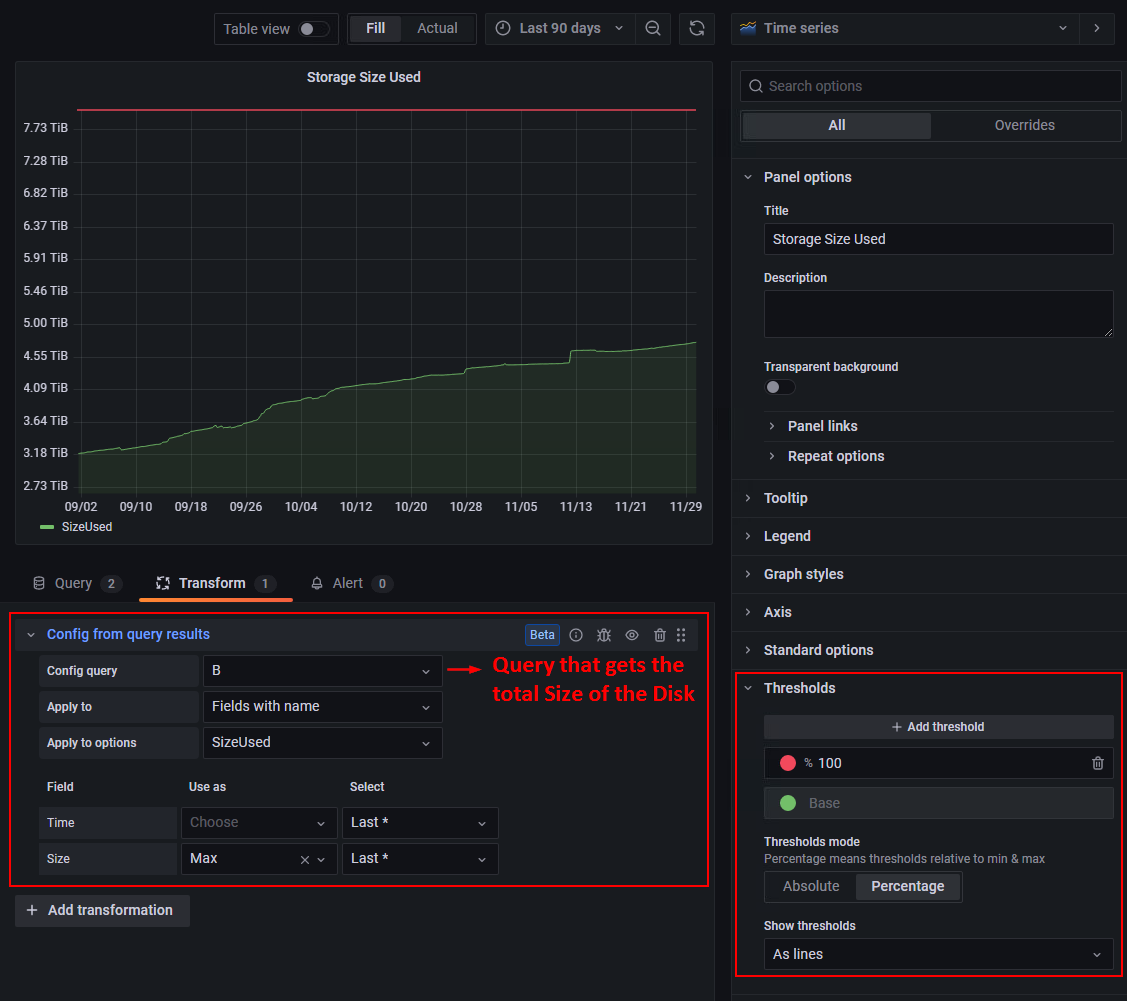 Table view
Fill
Actual
Last 90 days
Time series
Storage Size Used
7.73 TiB
7.28 TiB
6.82 TiB
6.37 TiB
5.91 TiB
5.46 TiB
5.00 TiB
4.55 TiB
4.09 TiB
3.64 TiB
3.18 TiB
2.73 TiB
09/02 09/10 09/18 09/26 10/04 10/12 10/20 10/28 11/05 11/13 11/21 11/29
SizeUsed
Query 2
Transform 1
Alert 0
Config from query results
Beta
Config query
B
Query that gets the
total Size of the Disk
Apply to
Fields with name
Apply to options
SizeUsed
Field Use as Select
Time Choose Last *
Size Max Last *
+ Add transformation
Search options
All
Overrides
Panel options
Title
Storage Size Used
Description
Transparent background
Panel links
Repeat options
Tooltip
Legend
Graph styles
Axis
Standard options
Thresholds
+ Add threshold
% 100
Base
Thresholds mode
Percentage means thresholds relative to min & max
Absolute
Percentage
Show thresholds
As lines